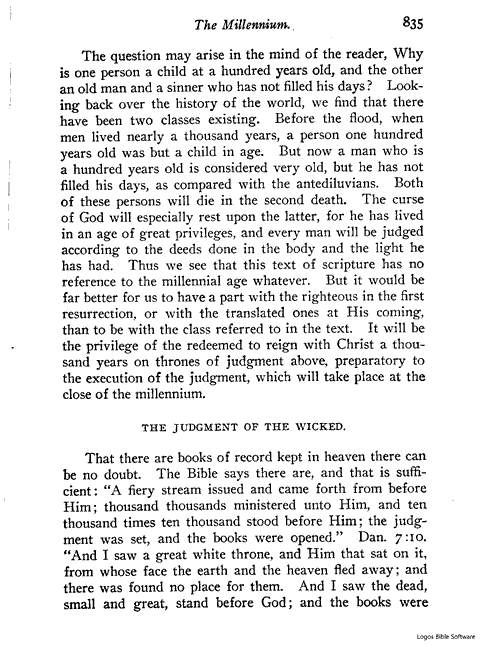 The Millennium. 835
The question may arise in the mind of the reader, Why
is one person a child at a hundred years old, and the other
an old man and a sinner who has not filled his days? Look-
ing back over the history of the world, we find that there
have been two classes existing. Before the flood, when
men lived nearly a thousand years, a person one hundred
years old was but a child in age. But now a man who is
a hundred years old is considered very old, but he has not
filled his days, as compared with the antediluvians. Both
of these persons will die in the second death. The curse
of God will especially rest upon the latter, for he has lived
in an age of great privileges, and every man will be judged
according to the deeds done in the body and the light he
has had. Thus we see that this text of scripture has no
reference to the millennial age whatever. But it would be
far better for us to have a part with the righteous in the first
resurrection, or with the translated ones at His coming,
than to be with the class referred to in the text. It will be
the privilege of the redeemed to reign with Christ a thou-
sand years on thrones of judgment above, preparatory to
the execution of the judgment, which will take place at the
close of the millennium.
THE JUDGMENT OF THE WICKED.
That there are books of record kept in heaven there can
be no doubt. The Bible says there are, and that is suffi-
cient: "A fiery stream issued and came forth from before
Him; thousand thousands ministered unto Him, and ten
thousand times ten thousand stood before Him; the judg-
ment was set, and the books were opened." Dan. 7:10.
"And I saw a great white throne, and Him that sat on it,
from whose face the earth and the heaven fled away; and
there was found no place for them. And I saw the dead,
small and great, stand before God; and the books were
Logos Bible Software